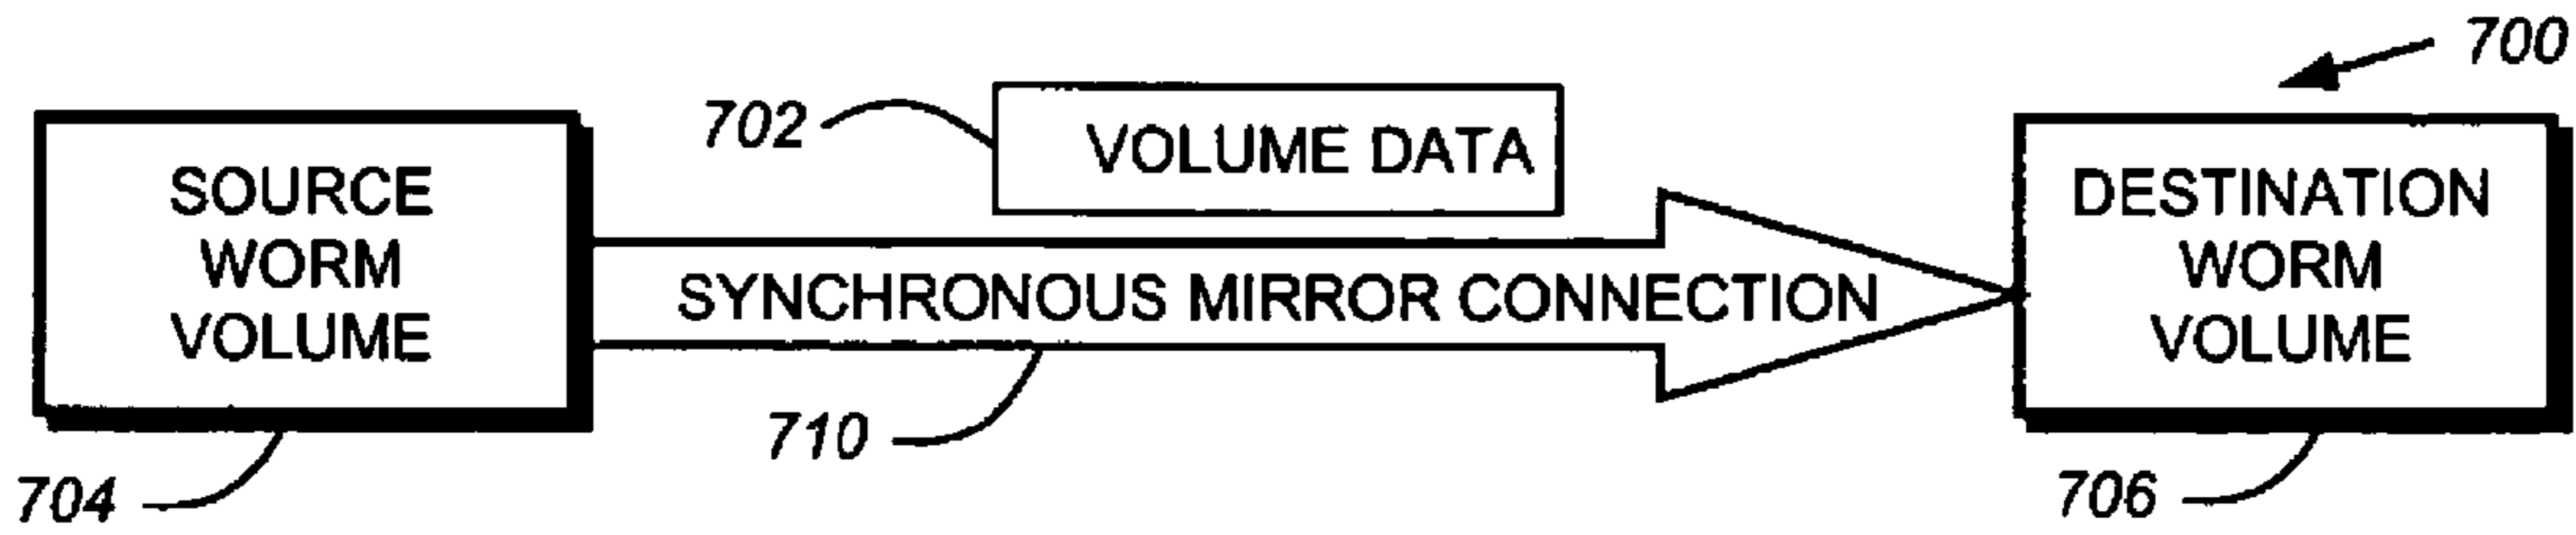 700
702
VOLUME DATA
SOURCE
WORM
VOLUME
SYNCHRONOUS MIRROR CONNECTION
DESTINATION
WORM
VOLUME
710
704
706